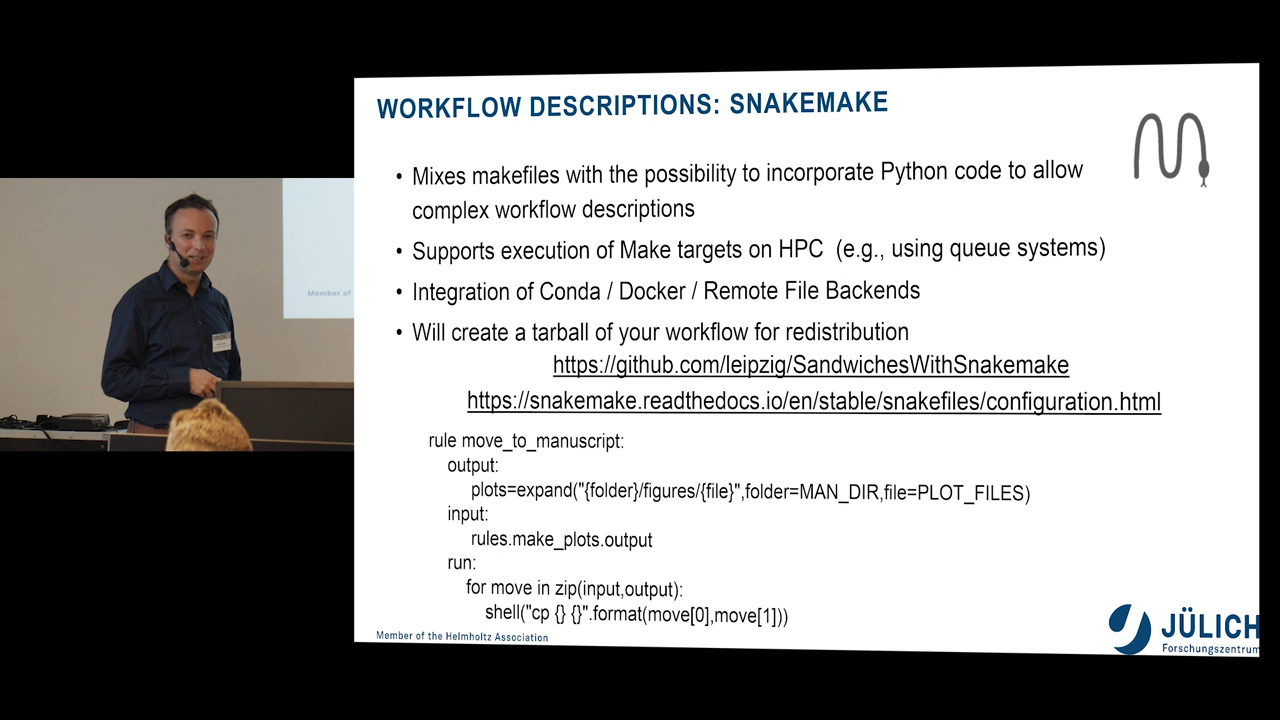 WORKFLOW DESCRIPTIONS: SNAKEMAKE
• Mixes makefiles with the possibility to incorporate Python code to allow
complex workflow descriptions
• Supports execution of Make targets on HPC (e.g., using queue systems)
• Integration of Conda / Docker / Remote File Backends
• Will create a tarball of your workflow for redistribution
https://github.com/leipzig/SandwichesWithSnakemake
https://snakemake.readthedocs.io/en/stable/snakefiles/configuration.html
rule move_to_manuscript:
output:
plots=expand("{folder}/figures/{file}",folder=MAN_DIR,file=PLOT_FILES)
input:
rules.make_plots.output
run:
for move in zip(input,output):
shell("cp {} {}".format(move[0],move[1]))
Member of the Helmholtz Association
JÜLICH
Forschungszentrum
Member of